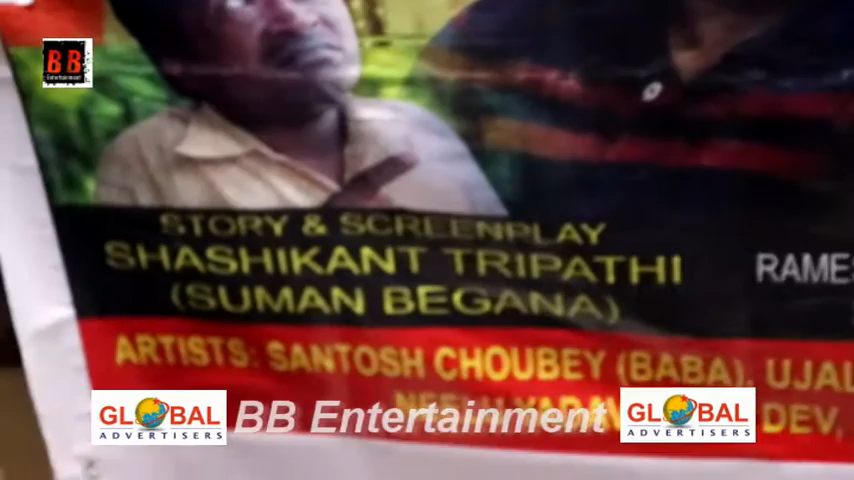 BB
Entertainment
STORY & SCREENPLAY
SHASHIKANT TRIPATHI
(SUMAN BEGANA)
RAMES
ARTISTS: SANTOSH CHOUBEY (BABA), UJAL
DEV,
GLOBAL
ADVERTISERS
BB Entertainment
GLOBAL
ADVERTISERS